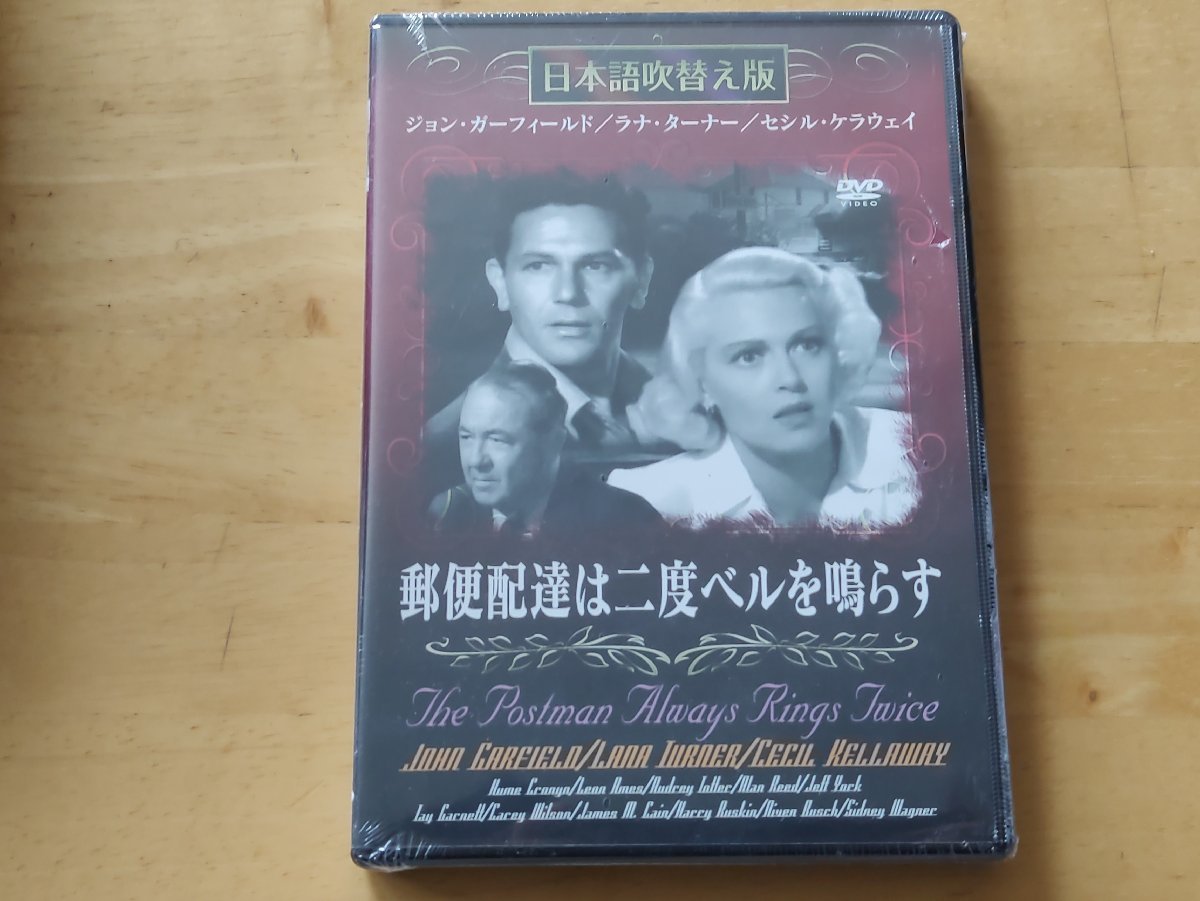 日本語吹替え版
ジョン・ガーフィールド／ラナ・ターナー／セシル・ケラウェイ
DVD
VIDEO
郵便配達は二度ベルを鳴らす
The Postman Always Rings Twice
JOHN GARFIELD/LANA TURNER/CECIL KELLAWAY
Hume Cronyn/Leon Ames/Audrey Totter/Alan Reed/Jeff York
Tay Garnett/Carey Wilson/James M. Cain/Harry Ruskin/Niven Busch/Sidney Wagner